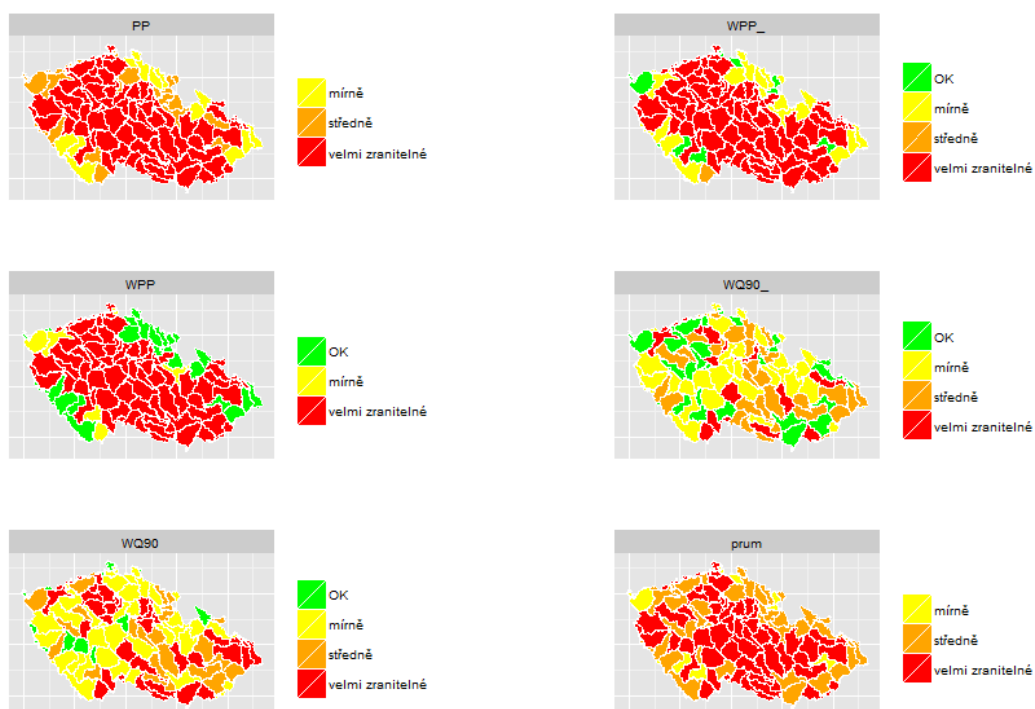 PP
mírně
středně
velmi zranitelné
WPP_
OK
mírně
středně
velmi zranitelné
WPP
OK
mírně
velmi zranitelné
WQ90_
OK
mírně
středně
velmi zranitelné
WQ90
OK
mírně
středně
velmi zranitelné
prum
mírně
středně
velmi zranitelné